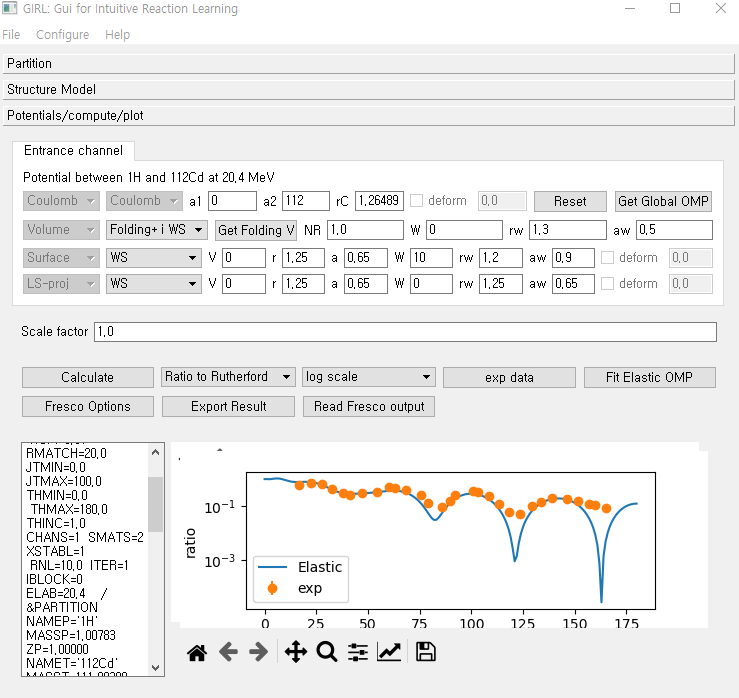 GIRL: Gui for Intuitive Reaction Learning
File Configure Help
Partition
Structure Model
Potentials/compute/plot
Entrance channel
Potential between 1H and 112Cd at 20,4 MeV
Coulomb Coulomb a1 0 a2 112 rC 1,26489 deform 0,0 Reset Get Global OMP
Volume Folding+ i WS Get Folding V NR 1,0 W 0 rw 1,3 aw 0,5
Surface WS V 0 r 1,25 a 0,65 W 10 rw 1,2 aw 0,9 deform 0,0
LS-proj WS V 0 r 1,25 a 0,65 W 0 rw 1,25 aw 0,65 deform 0,0
Scale factor 1,0
Calculate Ratio to Rutherford log scale exp data Fit Elastic OMP
Fresco Options Export Result Read Fresco output
RMATCH=20,0
JTMIN=0,0
JTMAX=100,0
THMIN=0,0
THMAX=180,0
THINC=1,0
CHANS=1 SMATS=2
XSTABL=1
RNL=10,0 ITER=1
IBLOCK=0
ELAB=20,4 /
&PARTITION
NAMEP='1H'
MASSP=1,00783
ZP=1,00000
NAMET='112Cd'
ratio
10⁻¹
10⁻³
Elastic
exp
0 25 50 75 100 125 150 175